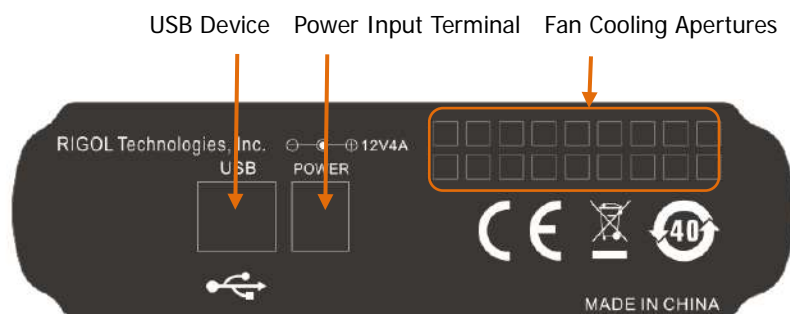 USB Device    Power Input Terminal    Fan Cooling Apertures
RIGOL Technologies, Inc.    12V4A
USB    POWER
CE    40
MADE IN CHINA